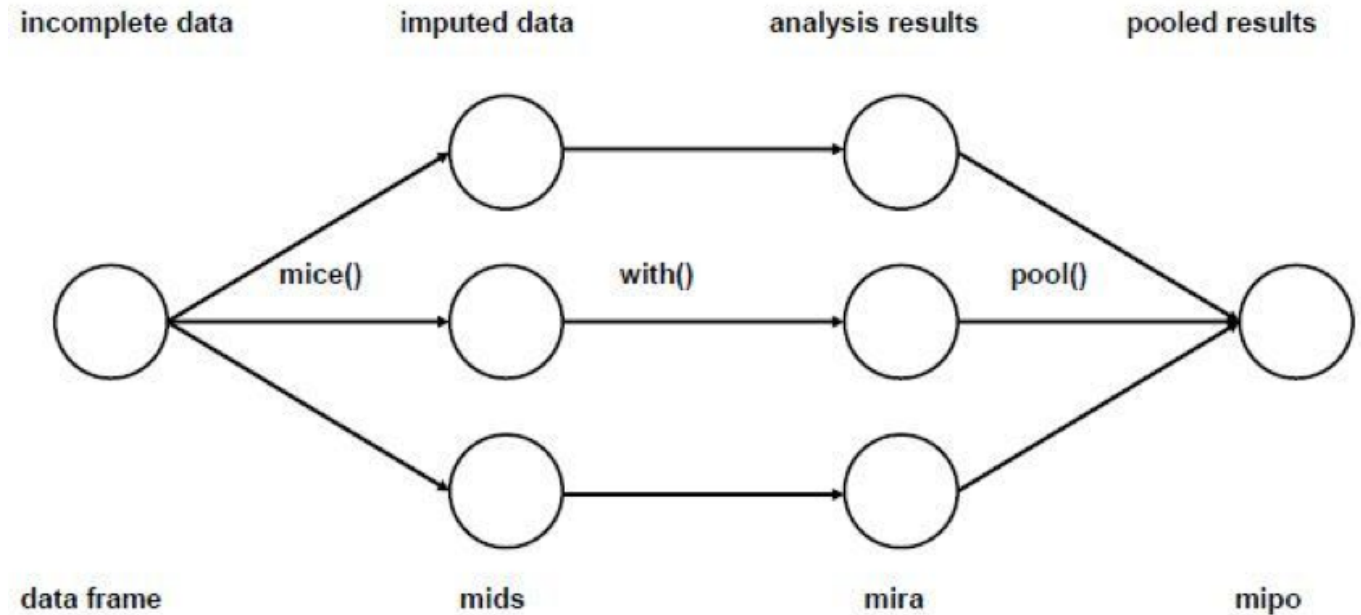 incomplete data imputed data analysis results pooled results
mice() with() pool()
data frame mids mira mipo